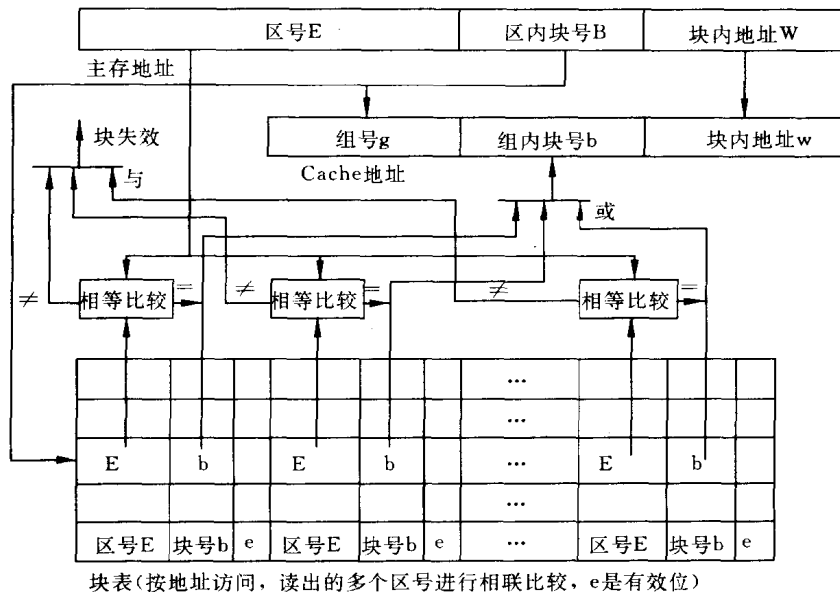 区号E 区内块号B 块内地址W
主存地址
块失效
组号g 组内块号b 块内地址w
与 Cache地址
或
≠ 相等比较 = ≠ 相等比较 = ≠ 相等比较 =
...
...
E b E b ... E b
...
区号E 块号b e 区号E 块号b e ... 区号E 块号b e
块表(按地址访问，读出的多个区号进行相联比较，e是有效位)